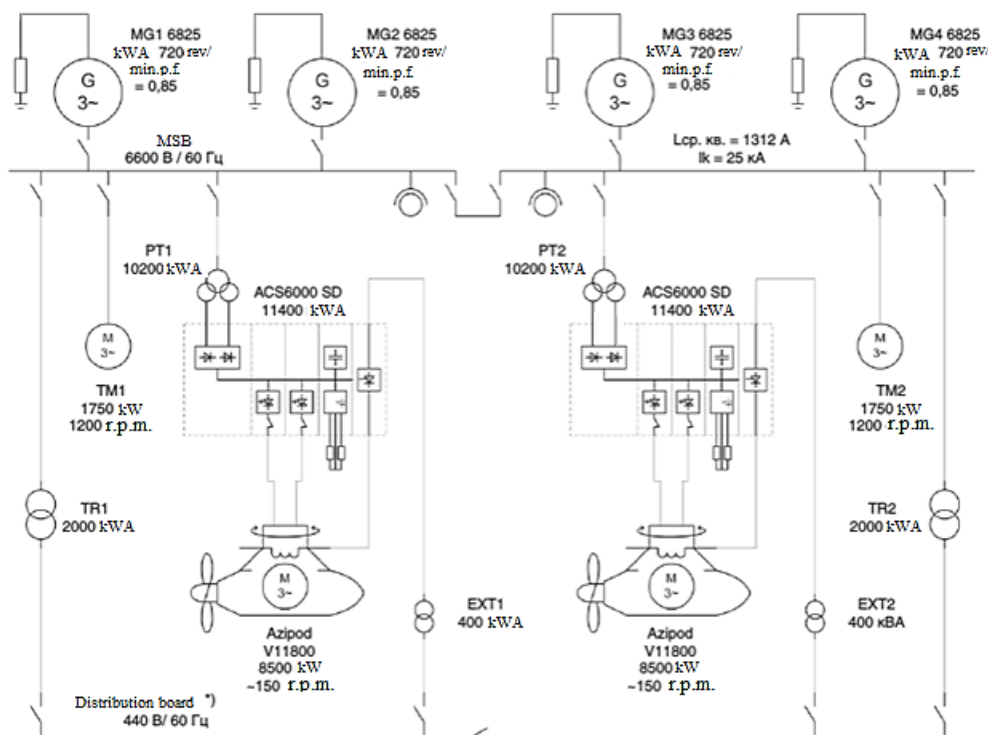 MG1 6825
kWA 720 rev/
min.p.f.
= 0,85
G
3~
MG2 6825
kWA 720 rev/
min.p.f.
= 0,85
G
3~
MG3 6825
kWA 720 rev/
min.p.f.
= 0,85
G
3~
MG4 6825
kWA 720 rev/
min.p.f.
= 0,85
G
3~
MSB
6600 В / 60 Гц
Lср. кв. = 1312 А
Ik = 25 кА
PT1
10200 kWA
ACS6000 SD
11400 kWA
PT2
10200 kWA
ACS6000 SD
11400 kWA
M
3~
TM1
1750 kW
1200 r.p.m.
M
3~
TM2
1750 kW
1200 r.p.m.
TR1
2000 kWA
TR2
2000 kWA
M
3~
Azipod
V11800
8500 kW
~150 r.p.m.
EXT1
400 kWA
M
3~
Azipod
V11800
8500 kW
~150 r.p.m.
EXT2
400 кВА
Distribution board *)
440 В/ 60 Гц